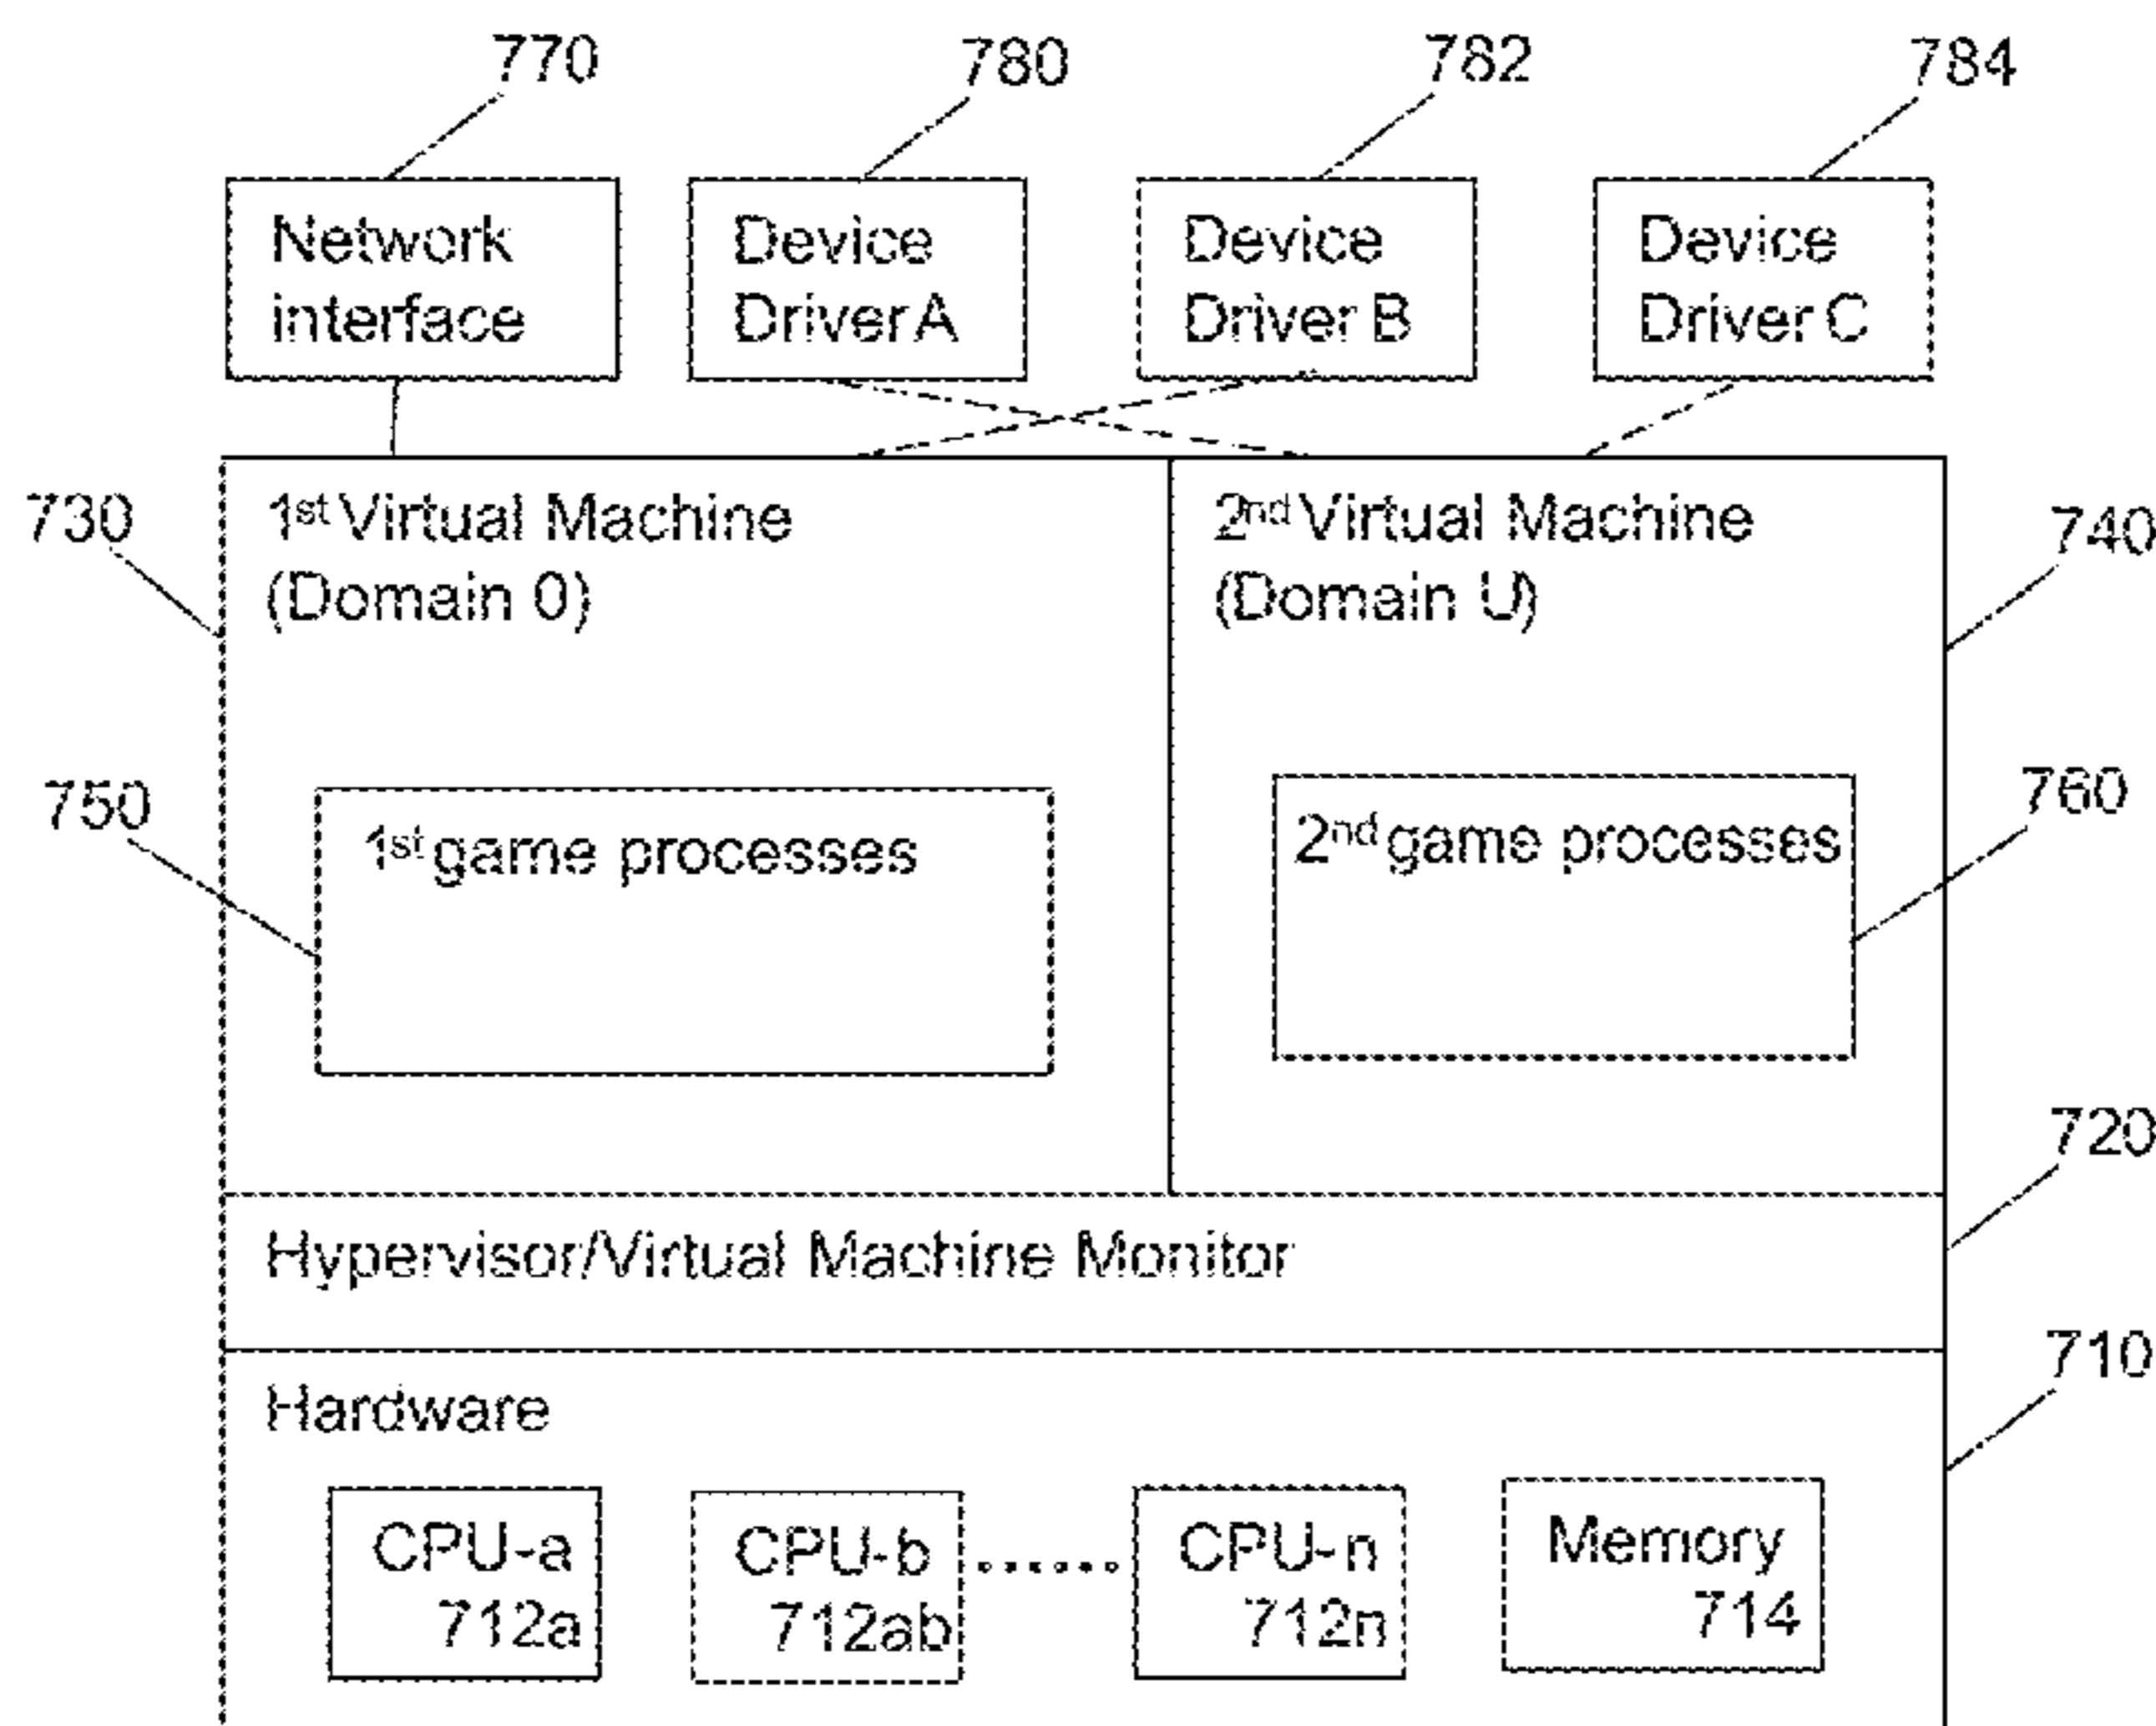 770
780
782
784
Network
interface
Device
Driver A
Device
Driver B
Device
Driver C
730
1st Virtual Machine
(Domain 0)
2nd Virtual Machine
(Domain U)
740
750
1st game processes
2nd game processes
760
720
Hypervisor/Virtual Machine Monitor
710
Hardware
CPU-a
712a
CPU-b
712ab
......
CPU-n
712n
Memory
714